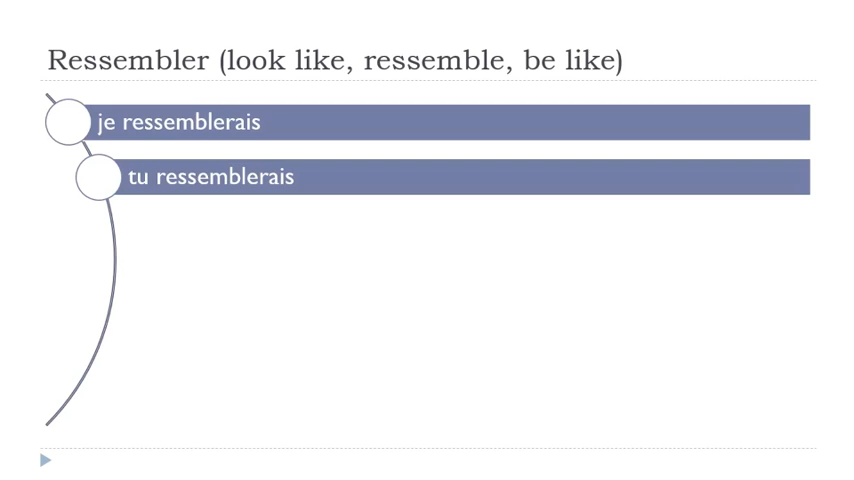 Ressembler (look like, ressemble, be like)
je ressemblerais
tu ressemblerais